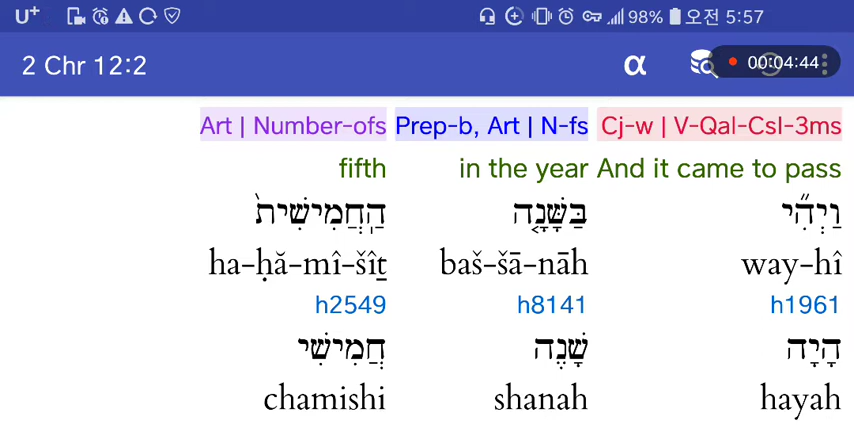 U+ 98% 오전 5:57
2 Chr 12:2 α 00:04:44
Cj-w | V-Qal-CsI-3ms Prep-b, Art | N-fs Art | Number-ofs
And it came to pass in the year fifth
וַיְהִ֞י בַּשָּׁנָ֤ה הַֽחֲמִישִׁית֙
way-hî baš-šā-nāh ha-ḥă-mî-šîṯ
h1961 h8141 h2549
הָיָה שָׁנֶה חֲמִישִׁי
hayah shanah chamishi